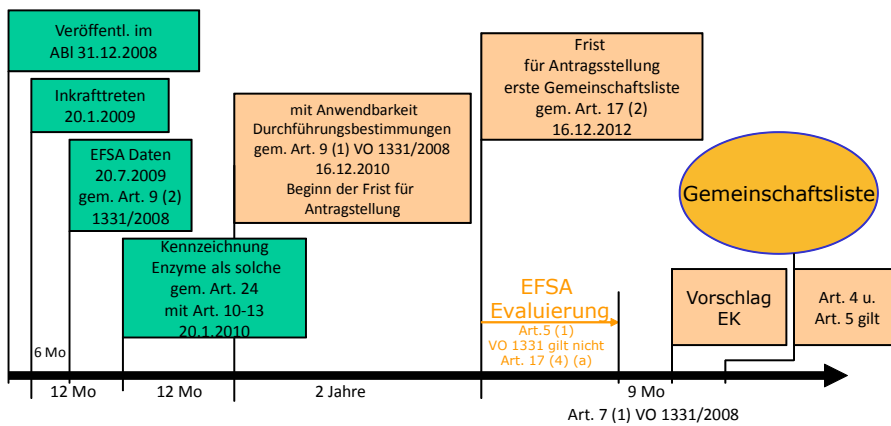 Veröffentl. im
ABl 31.12.2008
Inkrafttreten
20.1.2009
EFSA Daten
20.7.2009
gem. Art. 9 (2)
1331/2008
Kennzeichnung
Enzyme als solche
gem. Art. 24
mit Art. 10-13
20.1.2010
mit Anwendbarkeit
Durchführungsbestimmungen
gem. Art. 9 (1) VO 1331/2008
16.12.2010
Beginn der Frist für
Antragstellung
Frist
für Antragsstellung
erste Gemeinschaftsliste
gem. Art. 17 (2)
16.12.2012
Gemeinschaftsliste
EFSA
Evaluierung
Art.5 (1)
VO 1331 gilt nicht
Art. 17 (4) (a)
Vorschlag
EK
Art. 4 u.
Art. 5 gilt
6 Mo
12 Mo
12 Mo
2 Jahre
9 Mo
Art. 7 (1) VO 1331/2008